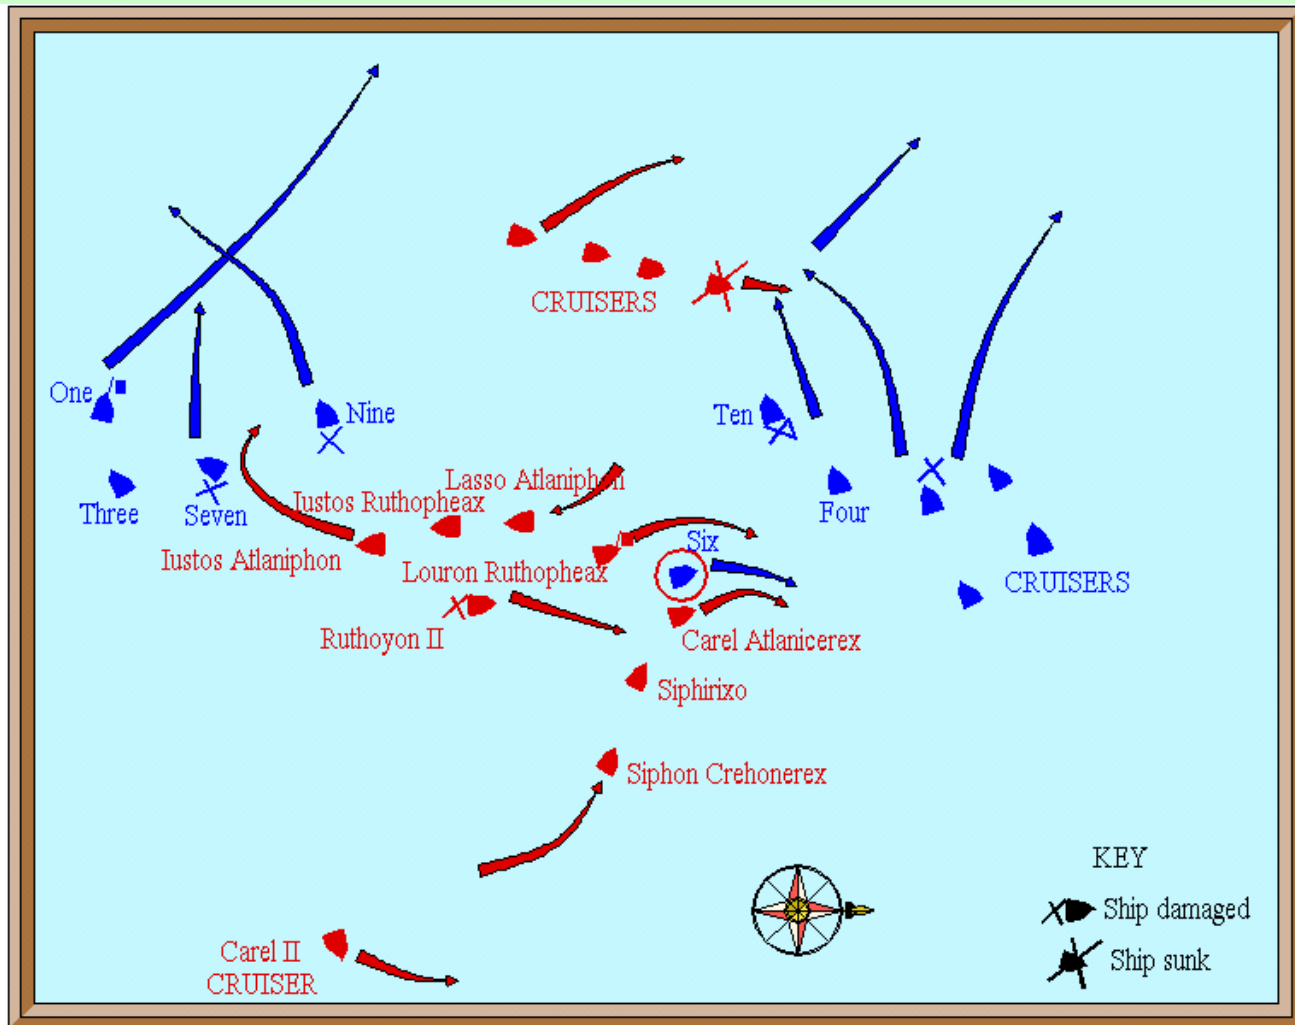 CRUISERS
One
Nine
Ten
Three
Seven
Lasso Atlaniphon
Iustos Ruthopheax
Four
Iustos Atlaniphon
Louron Ruthopheax
Six
CRUISERS
Ruthoyon II
Carel Atlanicerex
Siphirixo
Siphon Crehonerex
KEY
Ship damaged
Ship sunk
Carel II
CRUISER